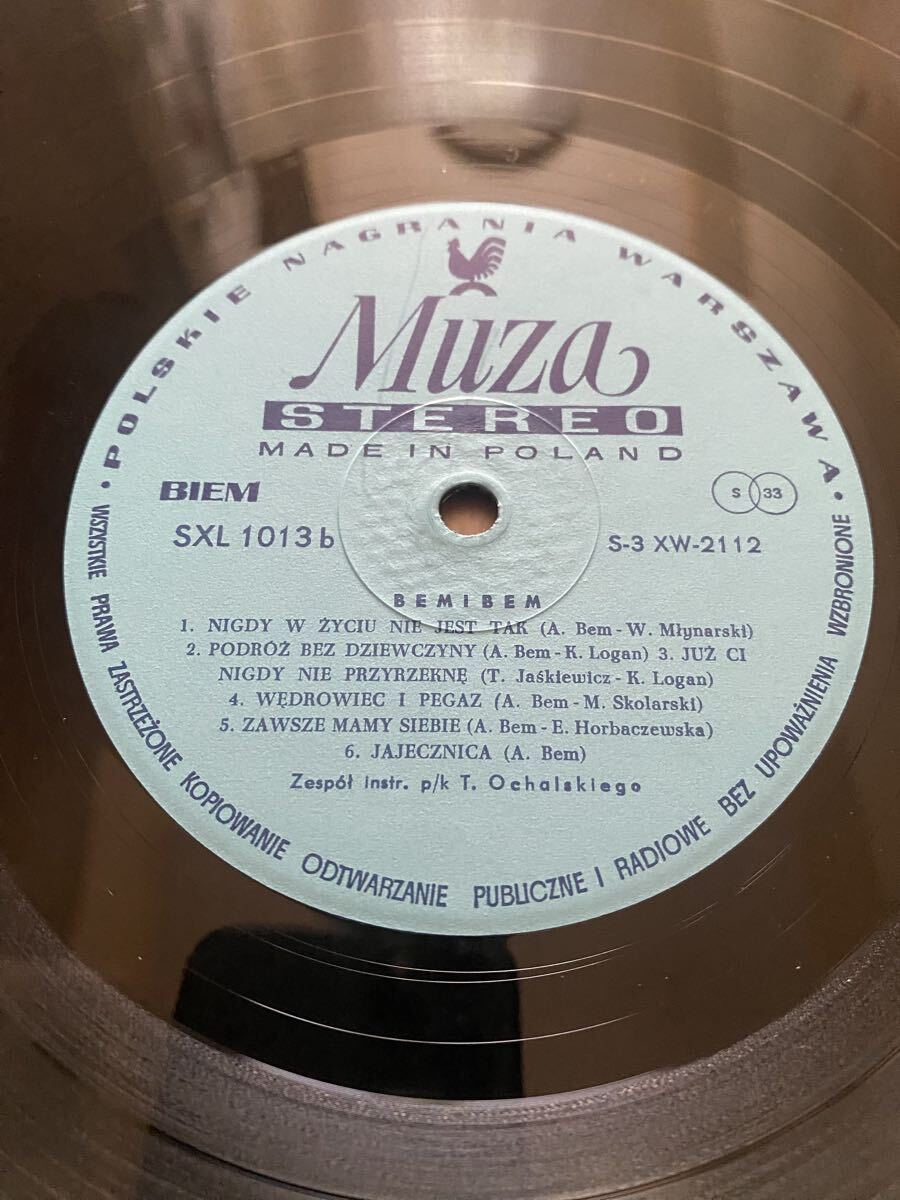 • POLSKIE NAGRANIA WARSZAWA •
Muza
STEREO
MADE IN POLAND
BIEM
S 33
SXL 1013 b
S-3 XW-2112
BEMIBEM
1. NIGDY W ŻYCIU NIE JEST TAK (A. Bem - W. Młynarski)
2. PODRÓŻ BEZ DZIEWCZYNY (A. Bem - K. Logan) 3. JUŻ CI
NIGDY NIE PRZYRZEKNĘ (T. Jaśkiewicz - K. Logan)
4. WĘDROWIEC I PEGAZ (A. Bem - M. Skolarski)
5. ZAWSZE MAMY SIEBIE (A. Bem - E. Horbaczewska)
6. JAJECZNICA (A. Bem)
Zespół instr. p/k T. Ochalskiego
WSZYSTKIE PRAWA ZASTRZEŻONE KOPIOWANIE ODTWARZANIE PUBLICZNE I RADIOWE BEZ UPOWAŻNIENIA WZBRONIONE